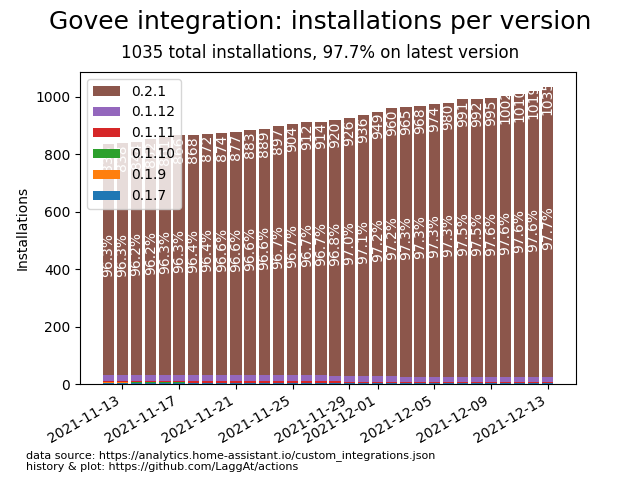 Govee integration: installations per version
1035 total installations, 97.7% on latest version
Installations
1000
800
600
400
200
0
0.2.1
0.1.12
0.1.11
0.1.10
0.1.9
0.1.7
868 872 874 877 883 889 897 904 912 914 920 926 936 949 960 965 968 974 980 991 992 995 1002 1010 1015 1035
96.3% 96.3% 96.2% 96.2% 96.3% 96.3% 96.4% 96.4% 96.6% 96.6% 96.6% 96.6% 96.7% 96.7% 96.7% 96.7% 96.8% 97.0% 97.1% 97.2% 97.2% 97.3% 97.3% 97.3% 97.3% 97.5% 97.5% 97.6% 97.6% 97.6% 97.6% 97.7%
2021-11-13 2021-11-17 2021-11-21 2021-11-25 2021-11-29 2021-12-01 2021-12-05 2021-12-09 2021-12-13
data source: https://analytics.home-assistant.io/custom_integrations.json
history & plot: https://github.com/LaggAt/actions